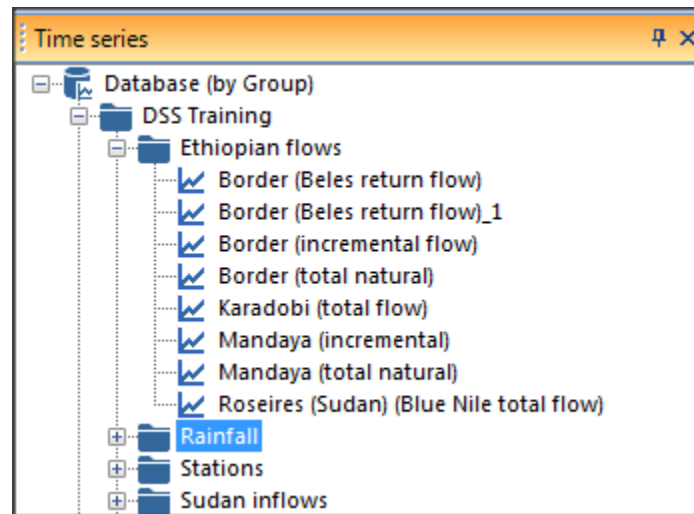 Time series
Database (by Group)
DSS Training
Ethiopian flows
Border (Beles return flow)
Border (Beles return flow)_1
Border (incremental flow)
Border (total natural)
Karadobi (total flow)
Mandaya (incremental)
Mandaya (total natural)
Roseires (Sudan) (Blue Nile total flow)
Rainfall
Stations
Sudan inflows